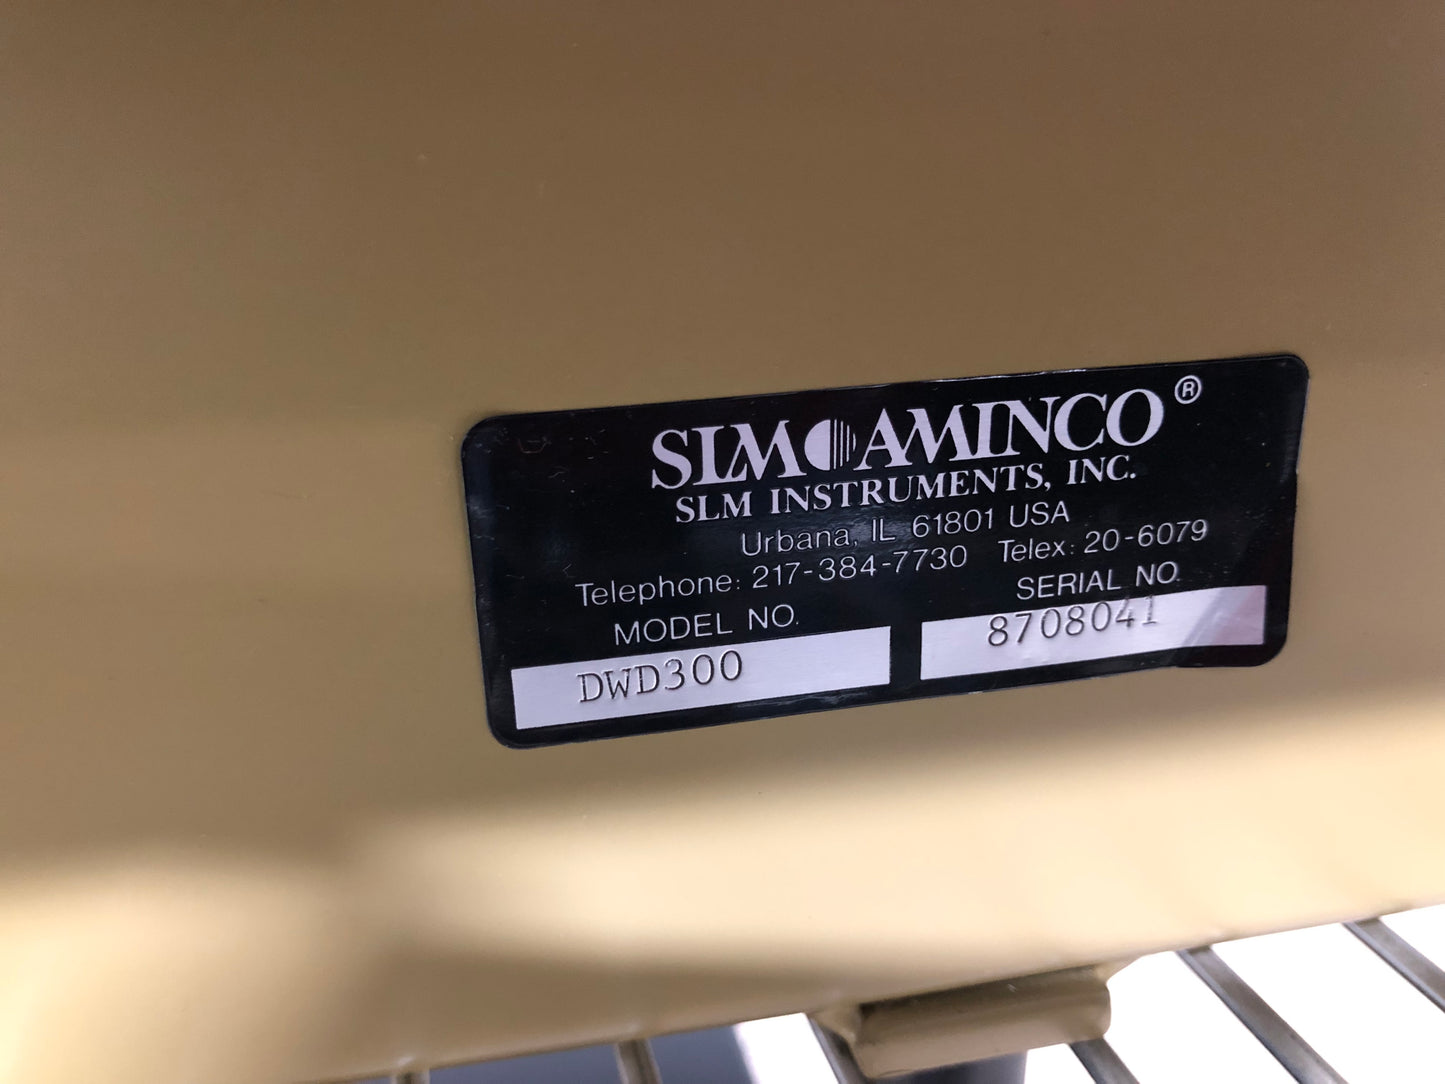 SLM AMINCO ®
SLM INSTRUMENTS, INC.
Urbana, IL 61801 USA
Telephone: 217-384-7730 Telex: 20-6079
MODEL NO. SERIAL NO.
DWD300 8708041